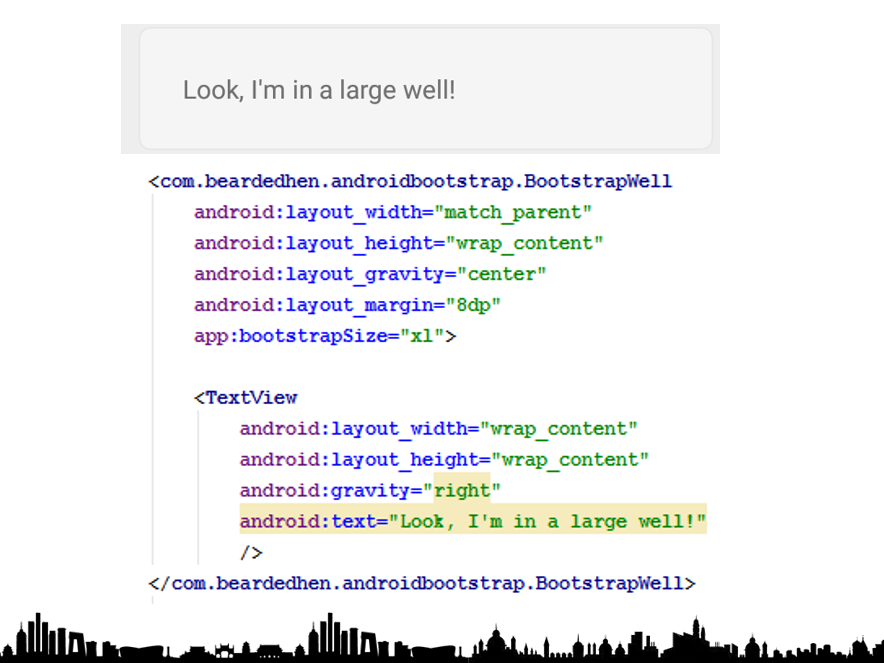 Look, I'm in a large well!
<com.beardedhen.androidbootstrap.BootstrapWell
android:layout_width="match_parent"
android:layout_height="wrap_content"
android:layout_gravity="center"
android:layout_margin="8dp"
app:bootstrapSize="xl">
<TextView
android:layout_width="wrap_content"
android:layout_height="wrap_content"
android:gravity="right"
android:text="Look, I'm in a large well!"
/>
</com.beardedhen.androidbootstrap.BootstrapWell>